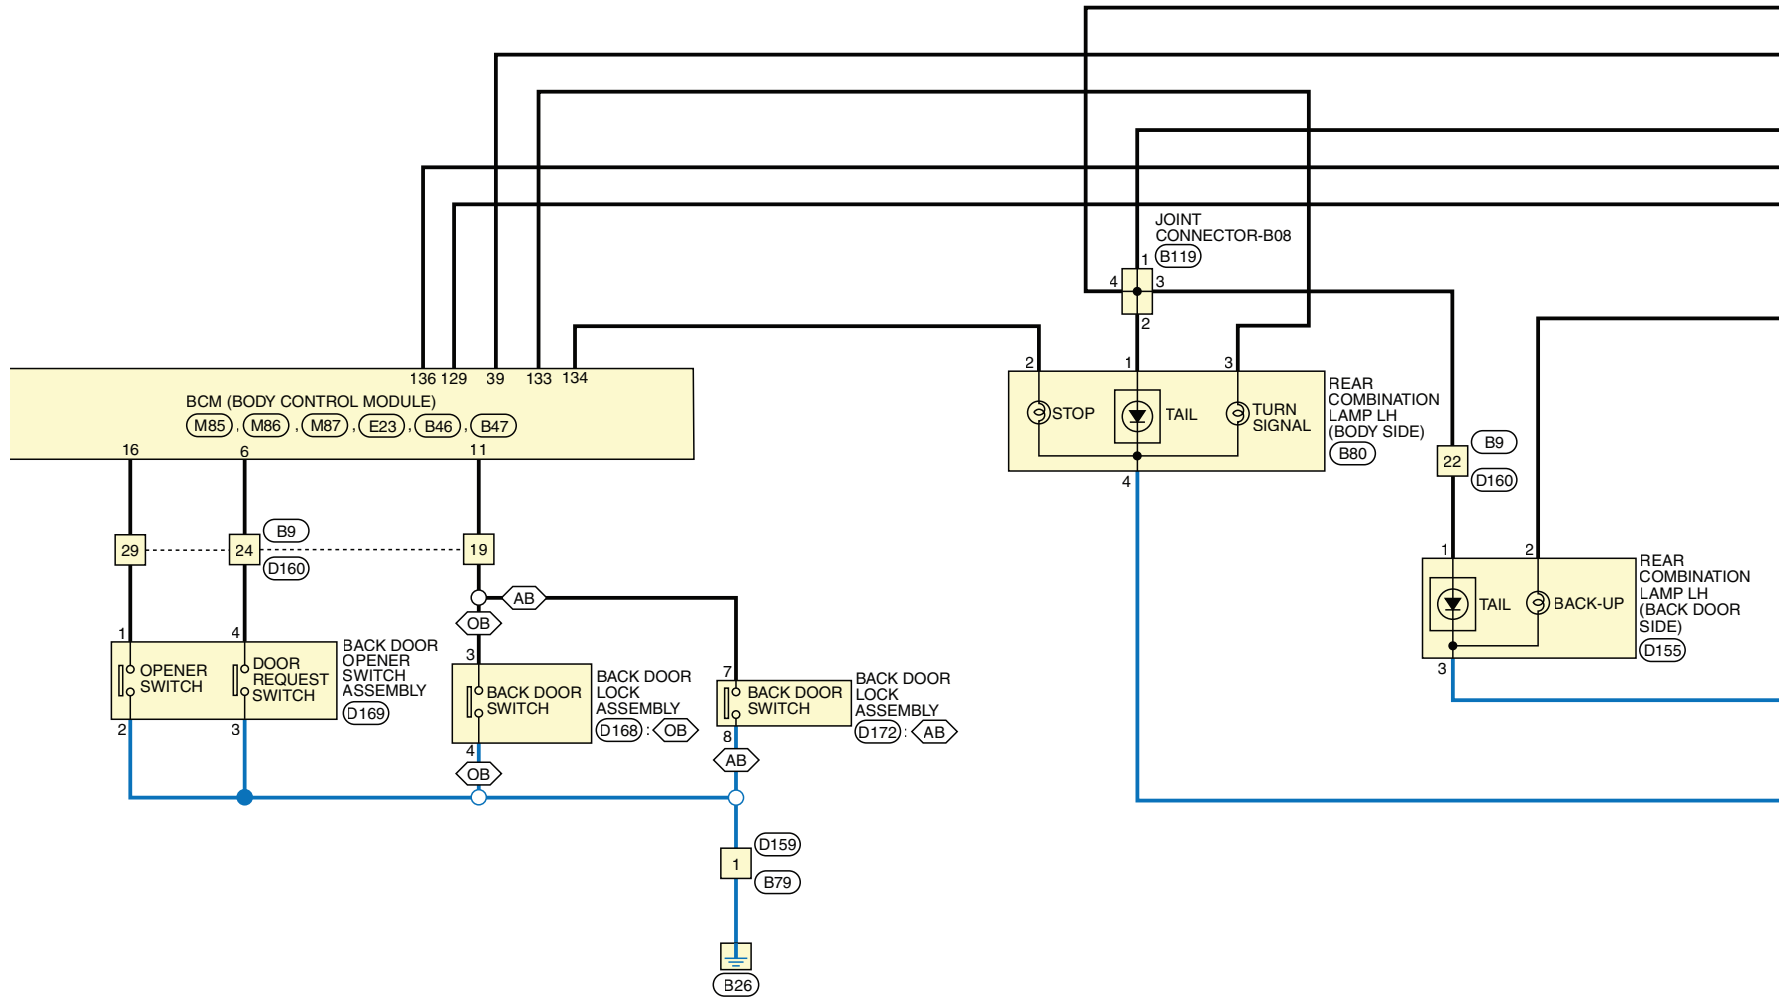 JOINT
CONNECTOR-B08
B119
1
4 3
2
136 129 39 133 134
BCM (BODY CONTROL MODULE)
M85 , M86 , M87 , E23 , B46 , B47
16 6 11
2 1 3
STOP TAIL TURN
SIGNAL
4
REAR
COMBINATION
LAMP LH
(BODY SIDE)
B80
B9
22
D160
B9
29 24 19
D160
AB
OB
1 4
OPENER
SWITCH
DOOR
REQUEST
SWITCH
2 3
BACK DOOR
OPENER
SWITCH
ASSEMBLY
D169
3
BACK DOOR
SWITCH
4
OB
BACK DOOR
LOCK
ASSEMBLY
D168 : OB
7
BACK DOOR
SWITCH
8
AB
BACK DOOR
LOCK
ASSEMBLY
D172 : AB
1 2
TAIL BACK-UP
3
REAR
COMBINATION
LAMP LH
(BACK DOOR
SIDE)
D155
D159
1
B79
B26